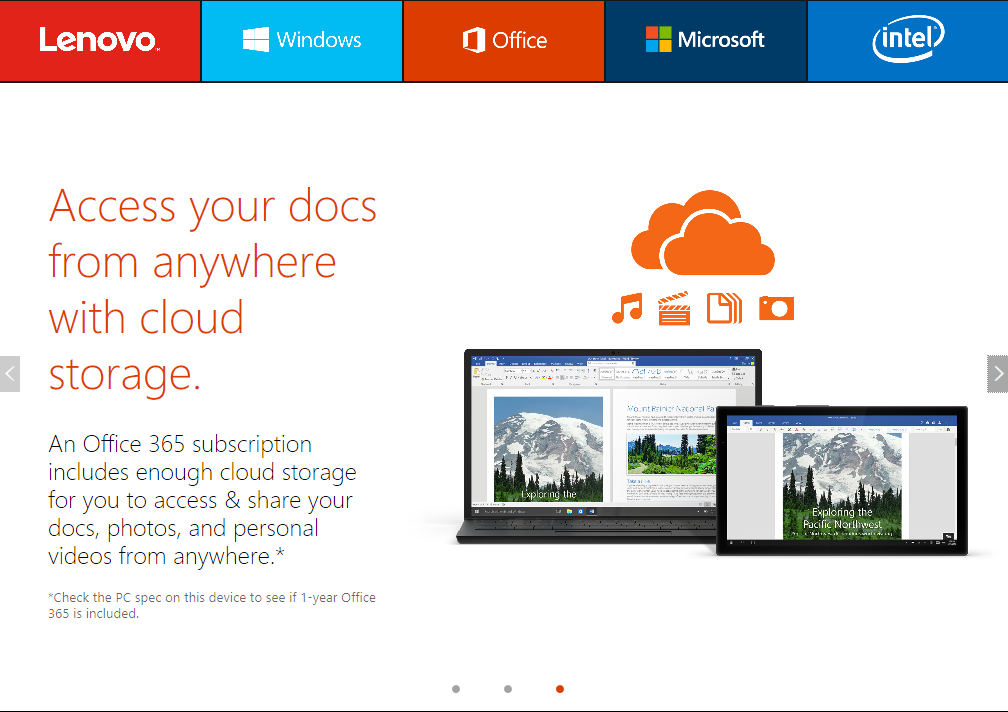 Lenovo
Windows
Office
Microsoft
intel
Access your docs
from anywhere
with cloud
storage.
An Office 365 subscription
includes enough cloud storage
for you to access & share your
docs, photos, and personal
videos from anywhere.*
*Check the PC spec on this device to see if 1-year Office
365 is included.
Mount Rainier National Pa
Take a
Exploring the
Exploring the
Pacific Northwest